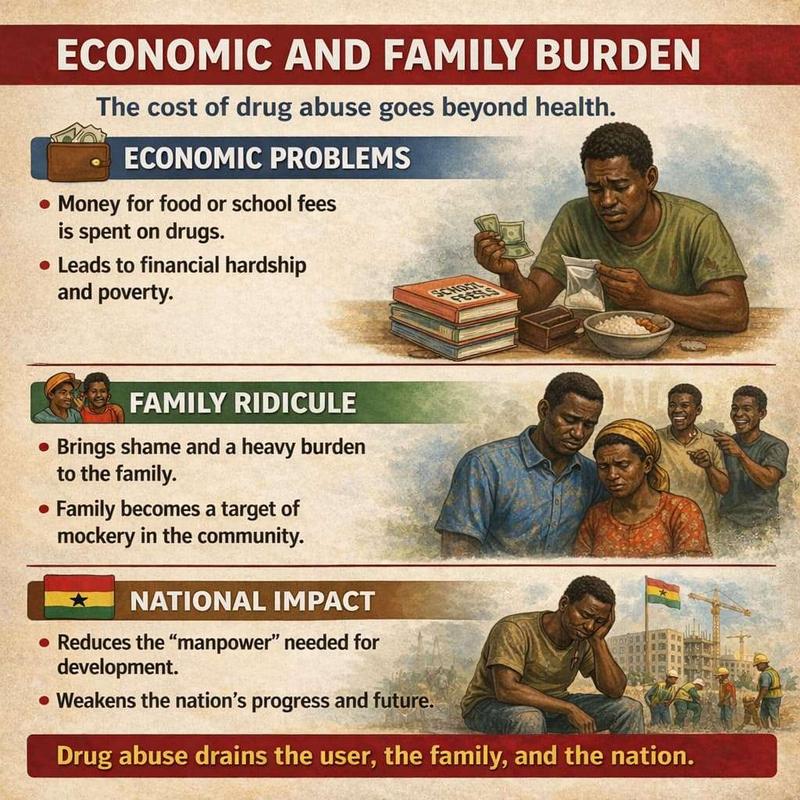 ECONOMIC AND FAMILY BURDEN
The cost of drug abuse goes beyond health.
ECONOMIC PROBLEMS
• Money for food or school fees
is spent on drugs.
• Leads to financial hardship
and poverty.
SCHOOL
FEES
FAMILY RIDICULE
• Brings shame and a heavy burden
to the family.
• Family becomes a target of
mockery in the community.
NATIONAL IMPACT
• Reduces the “manpower” needed for
development.
• Weakens the nation’s progress and future.
Drug abuse drains the user, the family, and the nation.